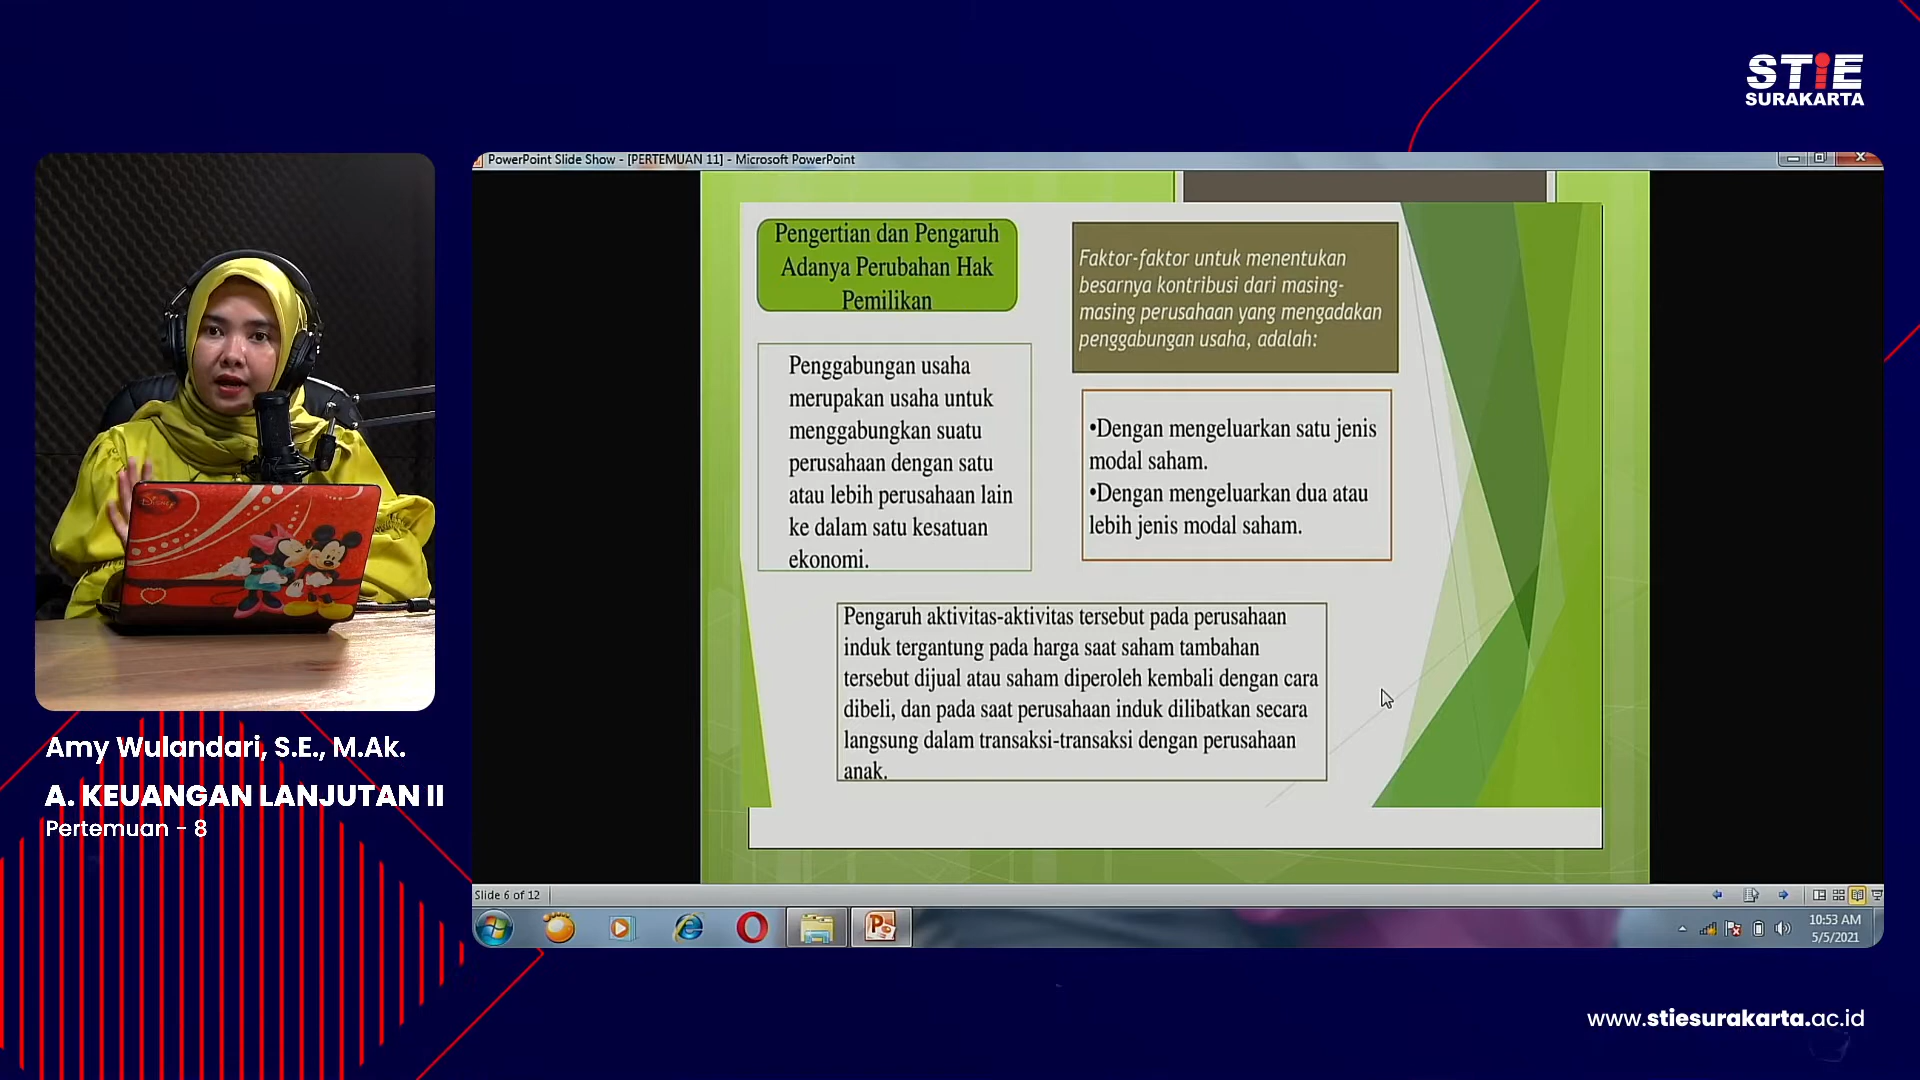 STiE
SURAKARTA
PowerPoint Slide Show - [PERTEMUAN 11] - Microsoft PowerPoint
Pengertian dan Pengaruh
Adanya Perubahan Hak
Pemilikan
Faktor-faktor untuk menentukan
besarnya kontribusi dari masing-
masing perusahaan yang mengadakan
penggabungan usaha, adalah:
Penggabungan usaha
merupakan usaha untuk
menggabungkan suatu
perusahaan dengan satu
atau lebih perusahaan lain
ke dalam satu kesatuan
ekonomi.
•Dengan mengeluarkan satu jenis
modal saham.
•Dengan mengeluarkan dua atau
lebih jenis modal saham.
Pengaruh aktivitas-aktivitas tersebut pada perusahaan
induk tergantung pada harga saat saham tambahan
tersebut dijual atau saham diperoleh kembali dengan cara
dibeli, dan pada saat perusahaan induk dilibatkan secara
langsung dalam transaksi-transaksi dengan perusahaan
anak.
Amy Wulandari, S.E., M.Ak.
A. KEUANGAN LANJUTAN II
Pertemuan - 8
Slide 6 of 12
10:53 AM
5/5/2021
www.stiesurakarta.ac.id